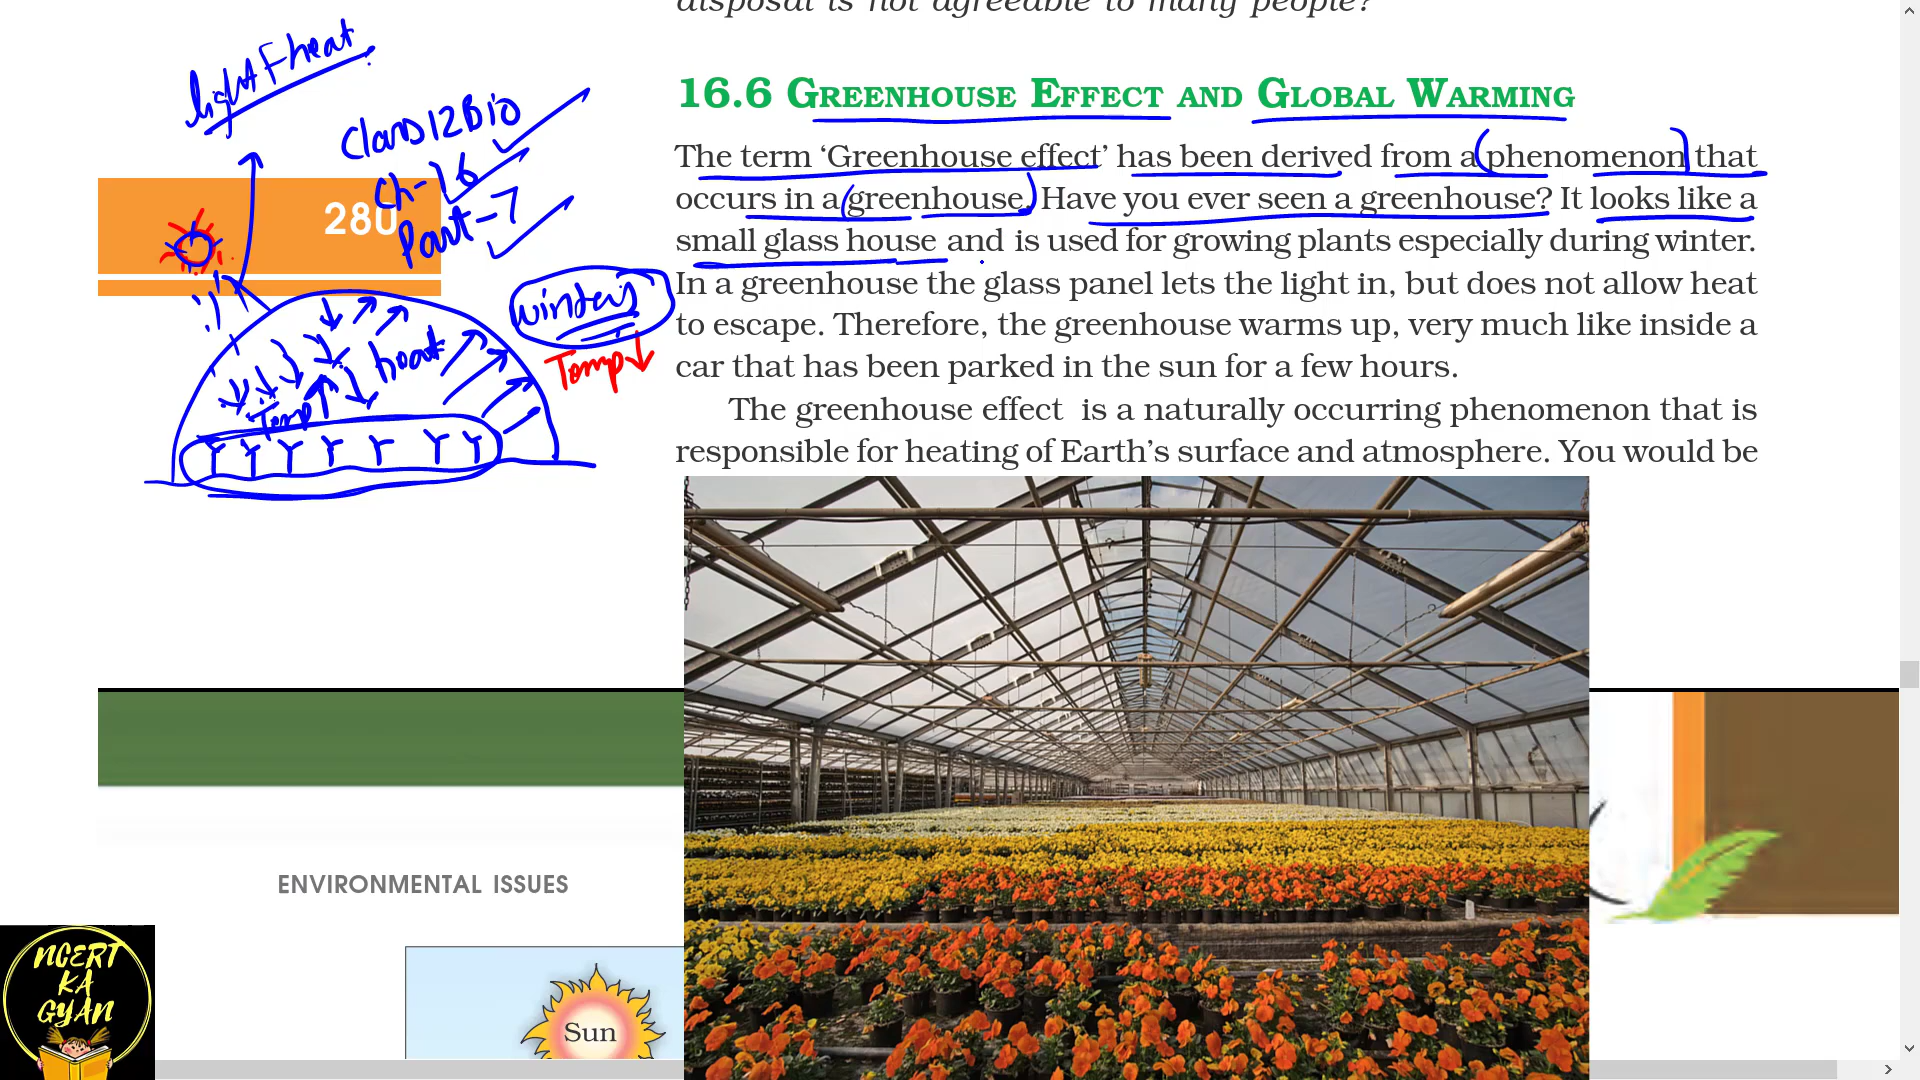 disposal is not agreeable to many people?
light & heat
16.6 GREENHOUSE EFFECT AND GLOBAL WARMING
Class 12 Bio
Ch-16
Part-7
280
The term ‘Greenhouse effect’ has been derived from a phenomenon that
occurs in a greenhouse. Have you ever seen a greenhouse? It looks like a
small glass house and is used for growing plants especially during winter.
In a greenhouse the glass panel lets the light in, but does not allow heat
to escape. Therefore, the greenhouse warms up, very much like inside a
car that has been parked in the sun for a few hours.
The greenhouse effect is a naturally occurring phenomenon that is
responsible for heating of Earth’s surface and atmosphere. You would be
winters
Temp
heat
Temp
ENVIRONMENTAL ISSUES
NCERT
KA
GYAN
Sun